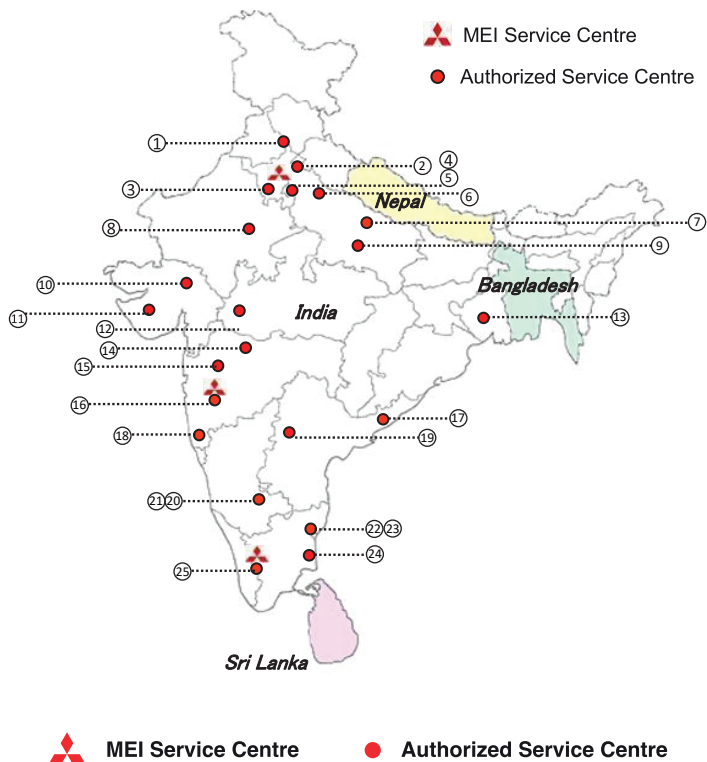 MEI Service Centre
Authorized Service Centre
1
2
4
5
3
6
Nepal
7
8
9
10
Bangladesh
11
India
13
12
14
15
16
17
18
19
21 20
22 23
24
25
Sri Lanka
MEI Service Centre
Authorized Service Centre